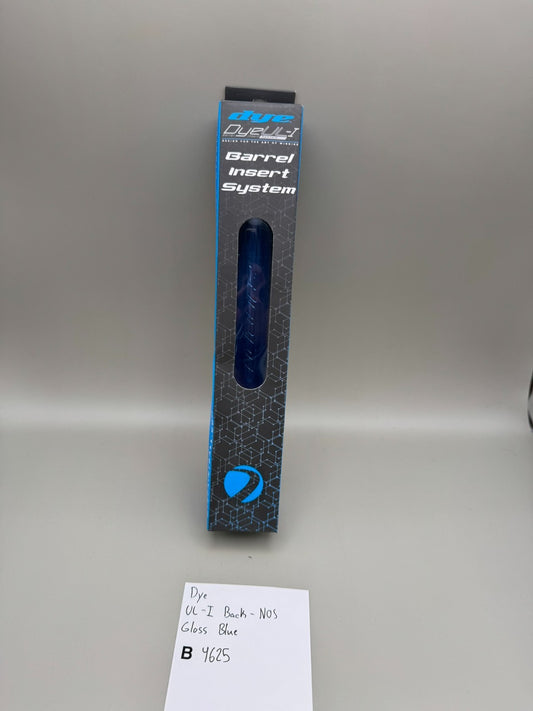 dye
DyeUL-I
DESIGN FOR THE ART OF WINNING
Barrel
Insert
System
Dye
UL-I Back-NOS
Gloss Blue
B 4625